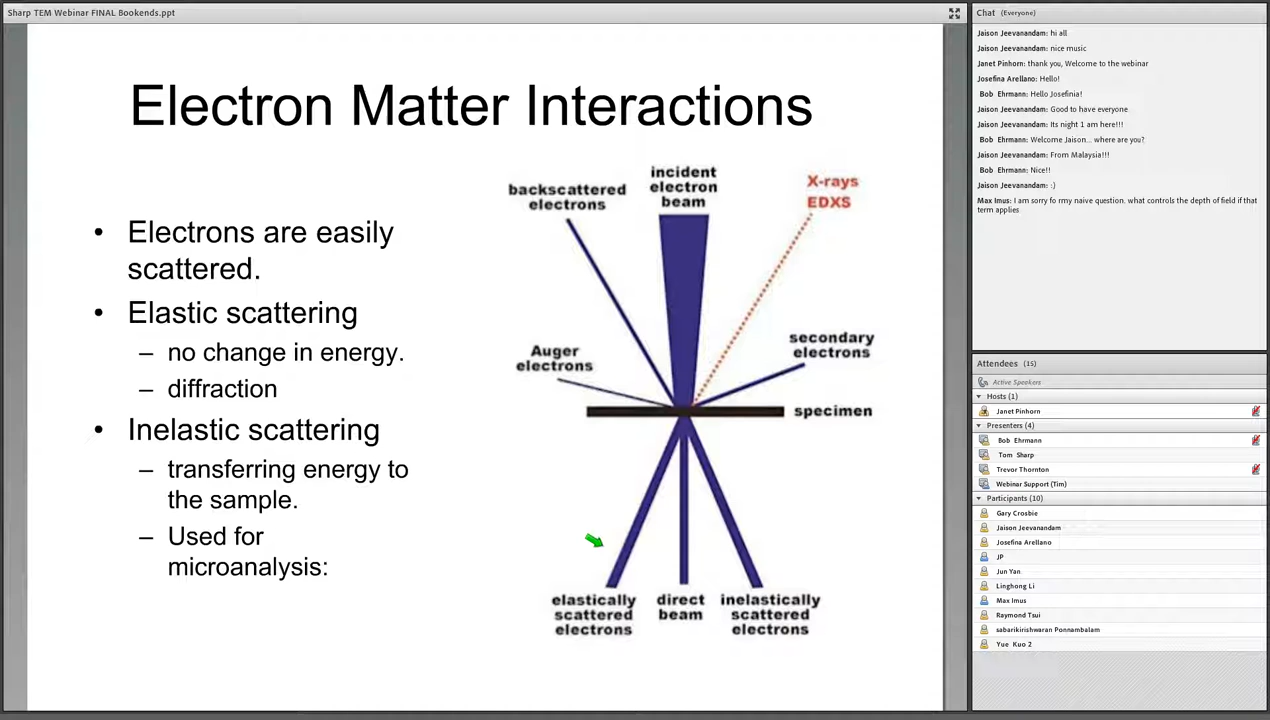 Sharp TEM Webinar FINAL Bookends.ppt
Electron Matter Interactions
• Electrons are easily
scattered.
• Elastic scattering
– no change in energy.
– diffraction
• Inelastic scattering
– transferring energy to
the sample.
– Used for
microanalysis:
backscattered
electrons
incident
electron
beam
X-rays
EDXS
Auger
electrons
secondary
electrons
specimen
elastically
scattered
electrons
direct
beam
inelastically
scattered
electrons
Chat (Everyone)
Jaison Jeevanandam: hi all
Jaison Jeevanandam: nice music
Janet Pinhorn: thank you, Welcome to the webinar
Josefina Arellano: Hello!
Bob Ehrmann: Hello Josefinia!
Jaison Jeevanandam: Good to have everyone
Jaison Jeevanandam: Its night 1 am here!!!
Bob Ehrmann: Welcome Jaison... where are you?
Jaison Jeevanandam: From Malaysia!!!
Bob Ehrmann: Nice!!
Jaison Jeevanandam: :)
Max Imus: I am sorry fo rmy naive question. what controls the depth of field if that
term applies
Attendees (15)
Active Speakers
Hosts (1)
Janet Pinhorn
Presenters (4)
Bob Ehrmann
Tom Sharp
Trevor Thornton
Webinar Support (Tim)
Participants (10)
Gary Crosbie
Jaison Jeevanandam
Josefina Arellano
JP
Jun Yan
Linghong Li
Max Imus
Raymond Tsui
sabarikirishwaran Ponnambalam
Yue Kuo 2